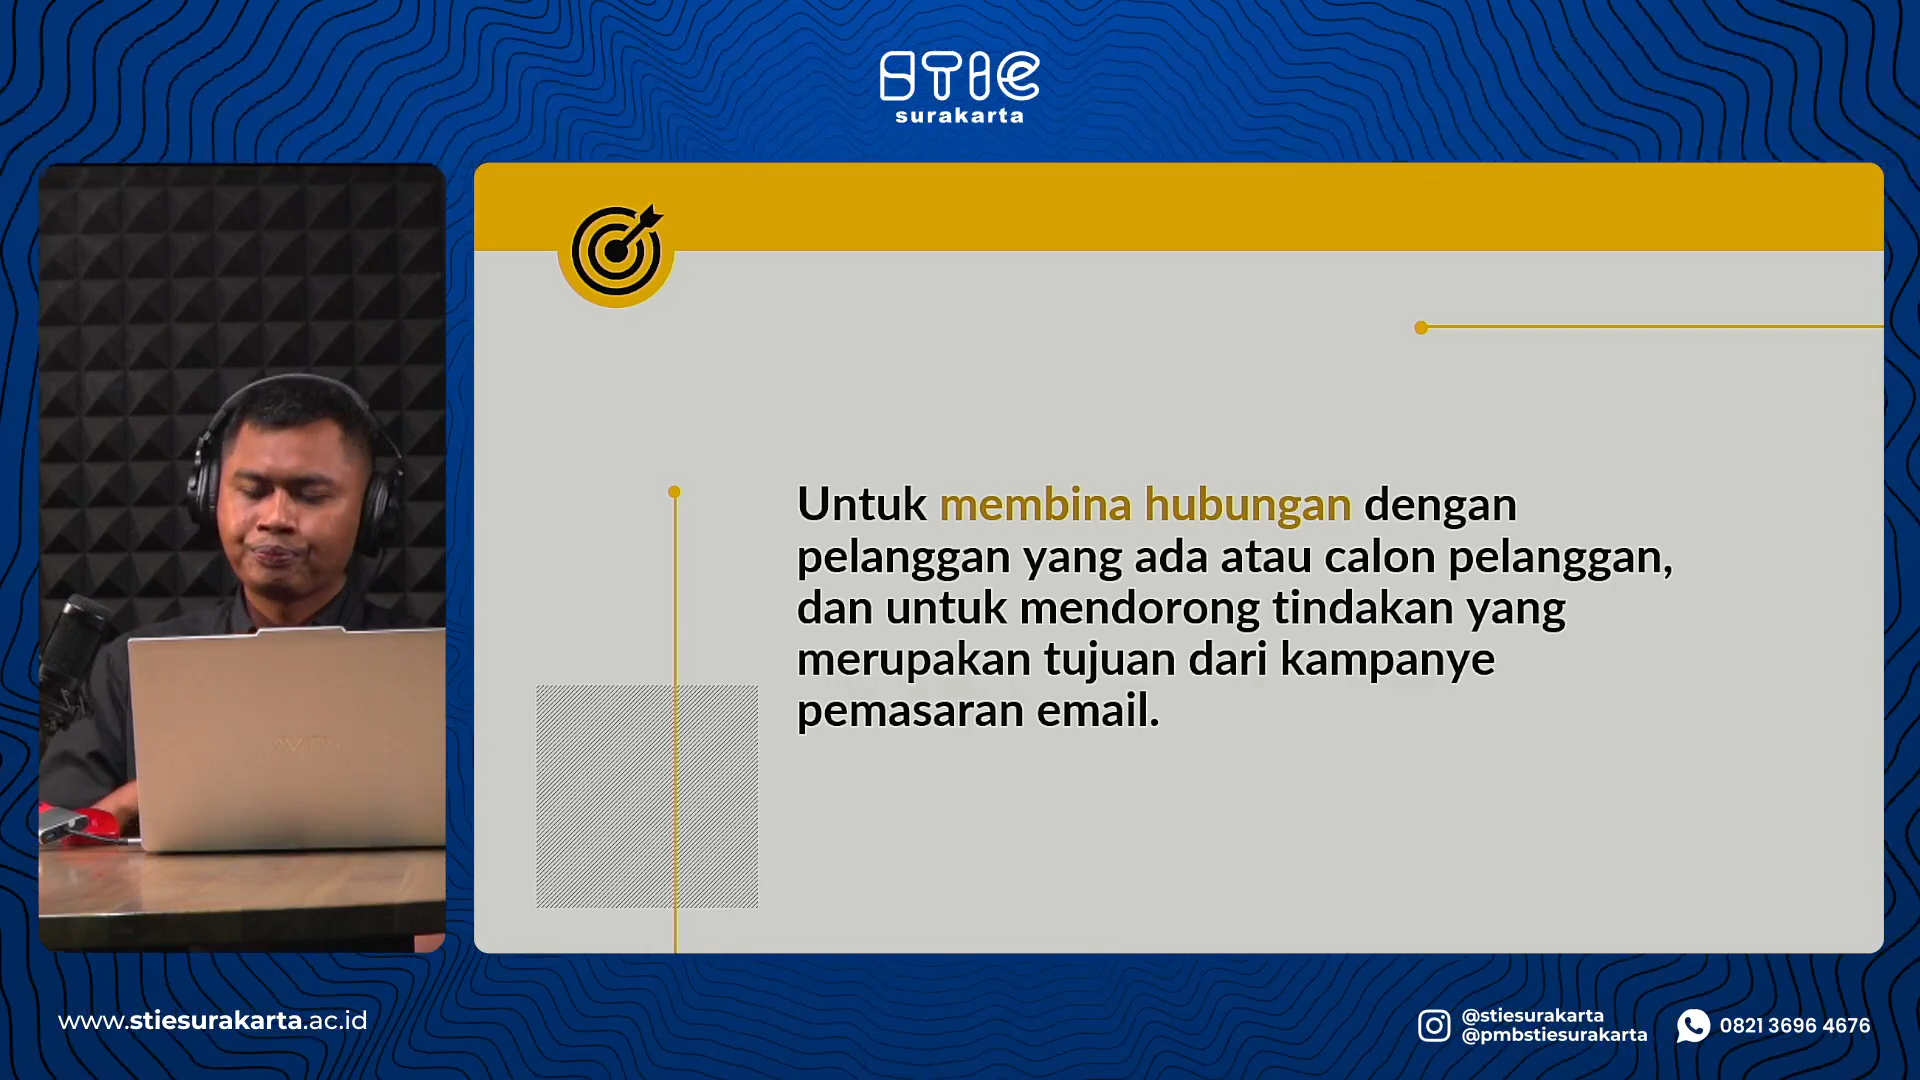 STIE
surakarta
Untuk membina hubungan dengan
pelanggan yang ada atau calon pelanggan,
dan untuk mendorong tindakan yang
merupakan tujuan dari kampanye
pemasaran email.
AVITA
www.stiesurakarta.ac.id
@stiesurakarta
@pmbstiesurakarta
0821 3696 4676